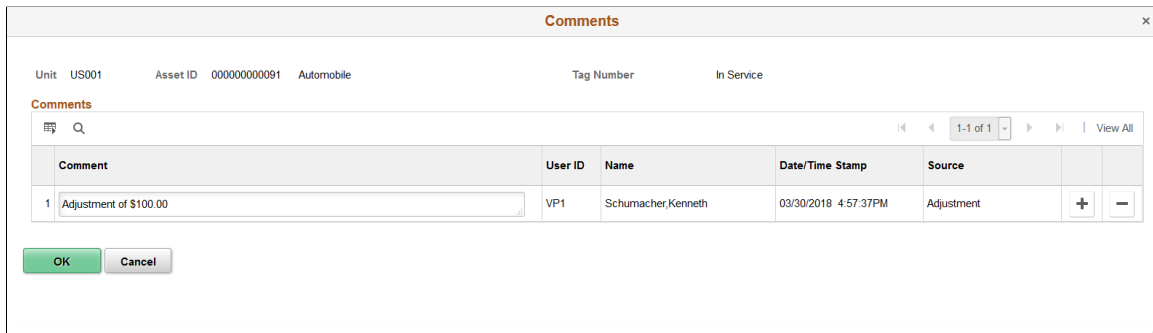 Comments ×
Unit US001 Asset ID 000000000091 Automobile Tag Number In Service
Comments
1-1 of 1 View All
Comment User ID Name Date/Time Stamp Source
1 Adjustment of $100.00 VP1 Schumacher,Kenneth 03/30/2018 4:57:37PM Adjustment + −
OK Cancel